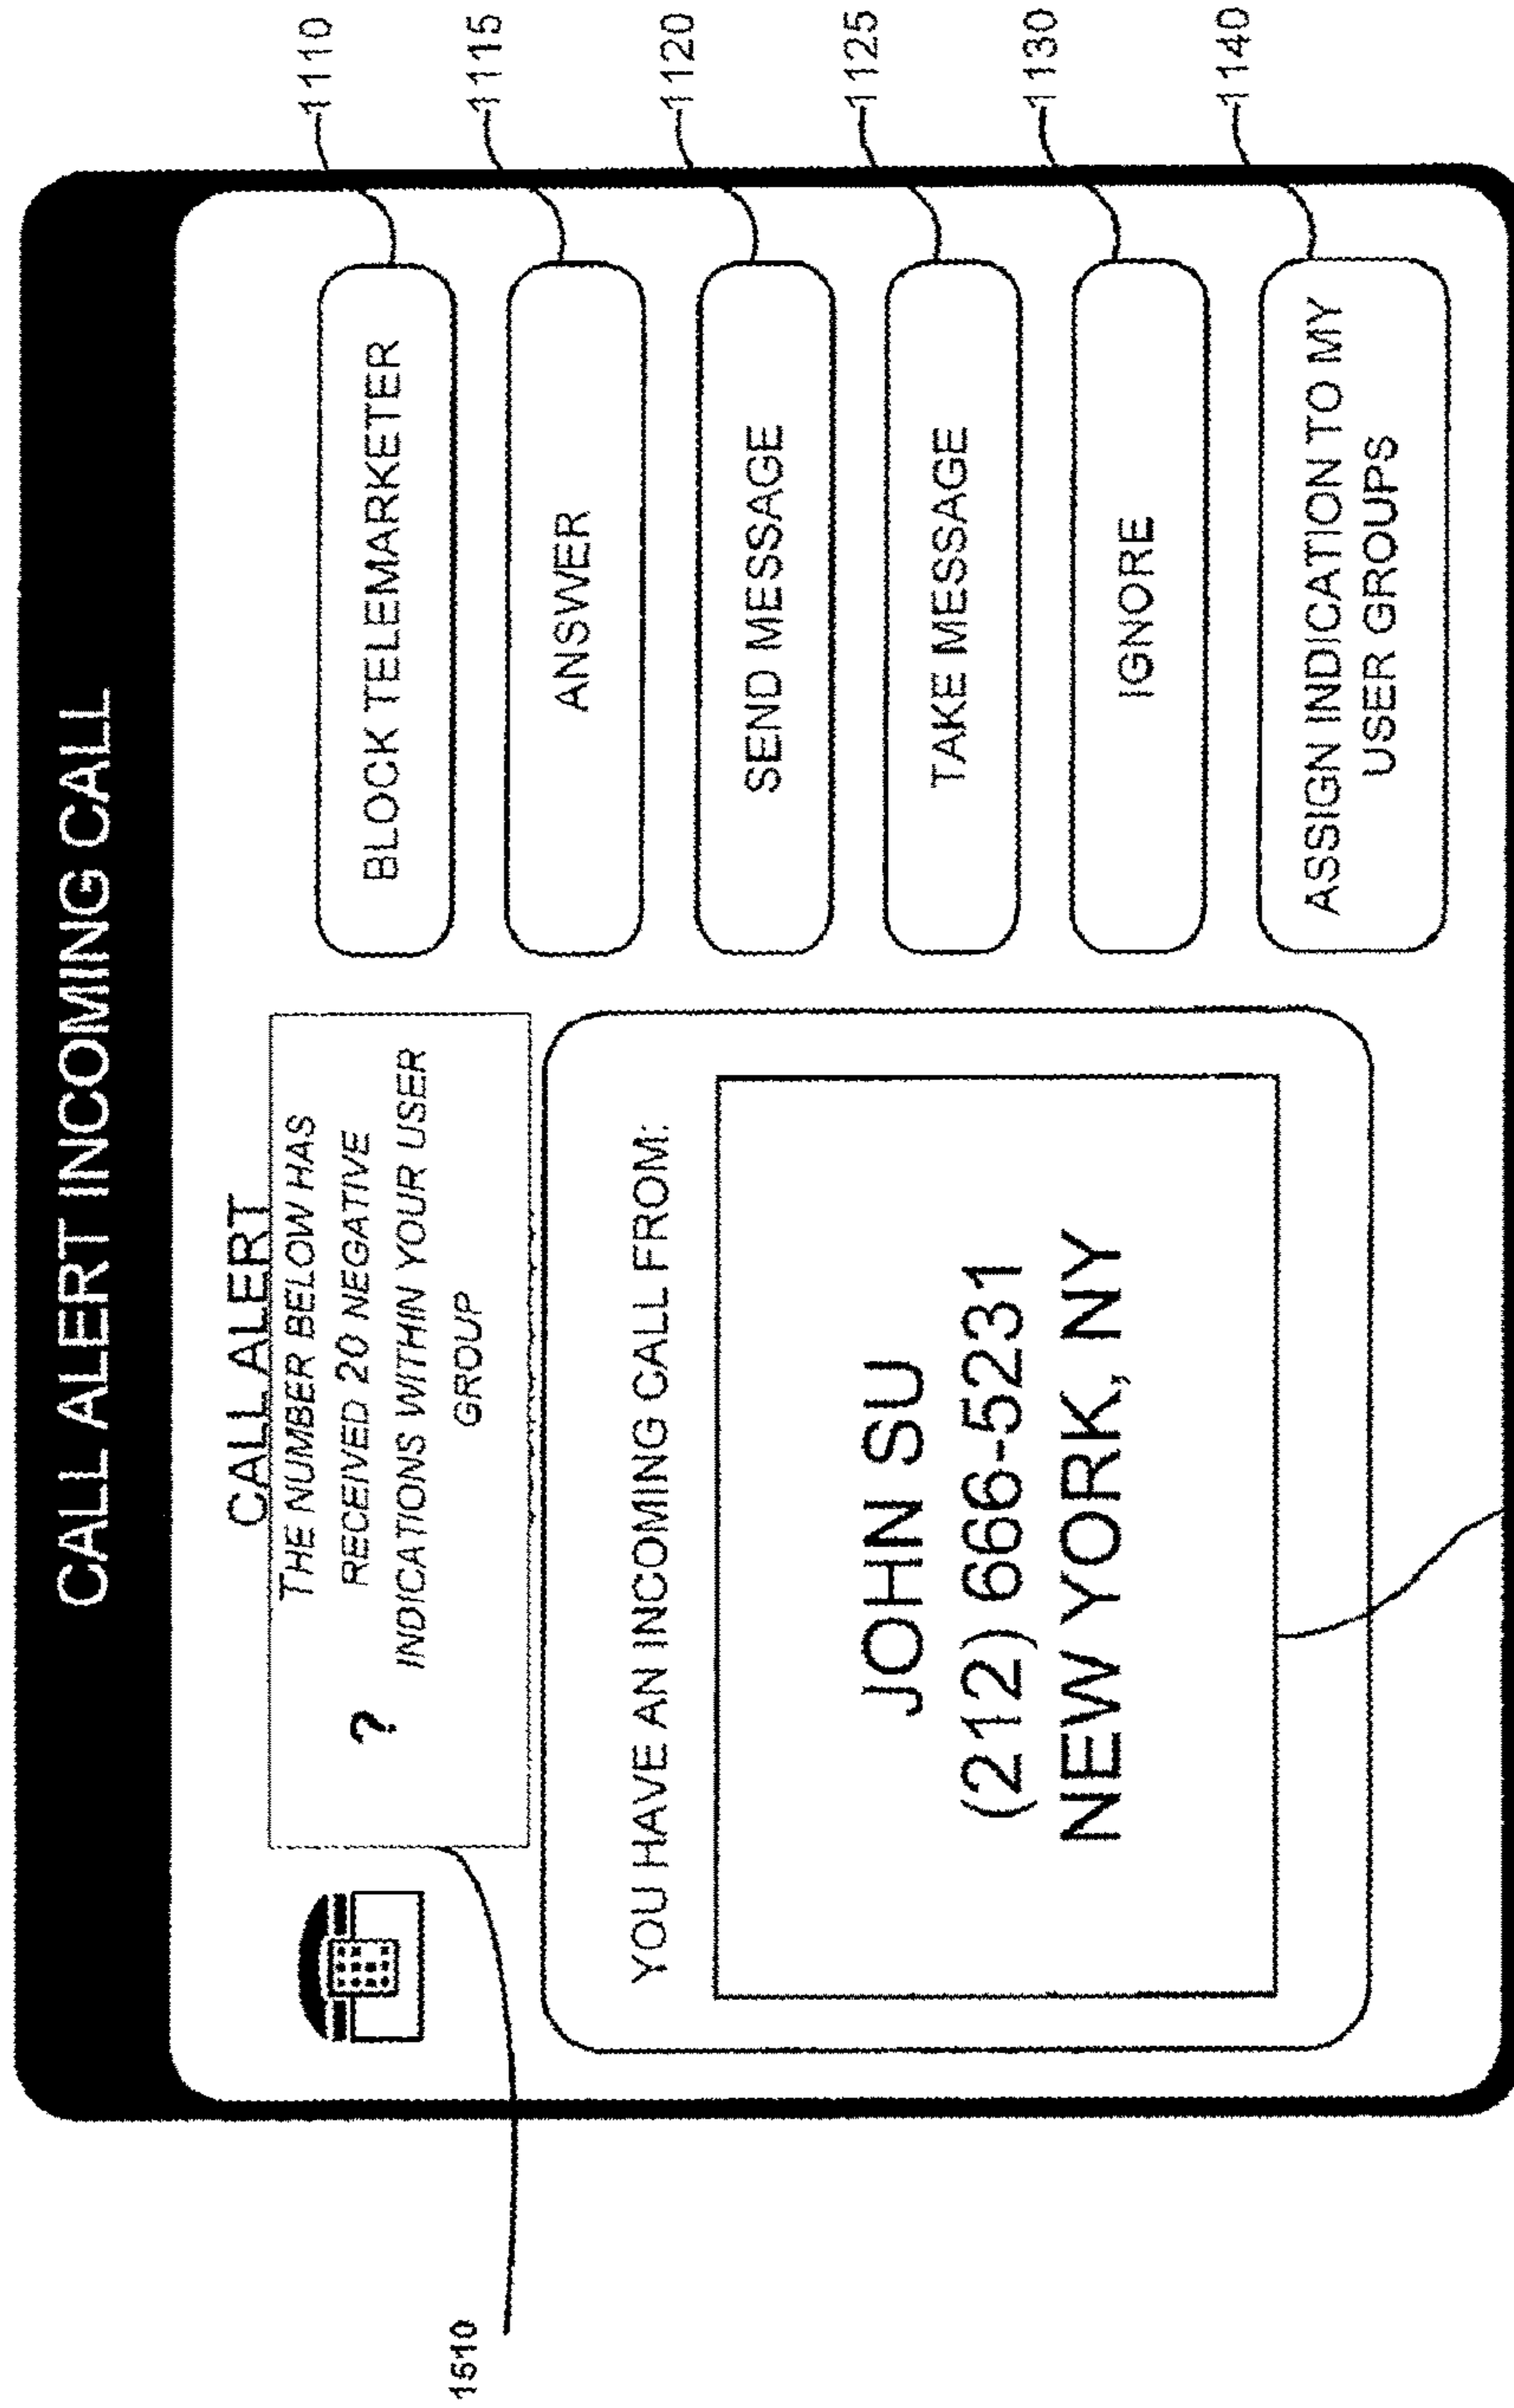 CALL ALERT INCOMING CALL
CALL ALERT
THE NUMBER BELOW HAS
RECEIVED 20 NEGATIVE
?
INDICATIONS WITHIN YOUR USER
GROUP
1510
YOU HAVE AN INCOMING CALL FROM:
JOHN SU
(212) 666-5231
NEW YORK, NY
BLOCK TELEMARKETER
1110
ANSWER
1115
SEND MESSAGE
1120
TAKE MESSAGE
1125
IGNORE
1130
ASSIGN INDICATION TO MY
USER GROUPS
1140